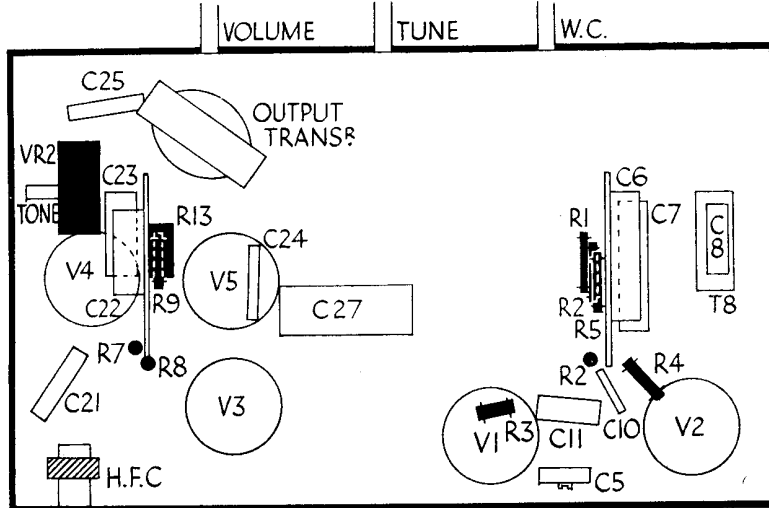 VOLUME
TUNE
W.C.
C25
OUTPUT
TRANSR.
VR2
TONE
C23
R13
C24
V4
V5
C22
R9
C27
R7
R8
C21
V3
H.F.C
C6
R1
C7
C
8
R2
R5
T8
R2
R4
V1
R3
C11
C10
V2
C5